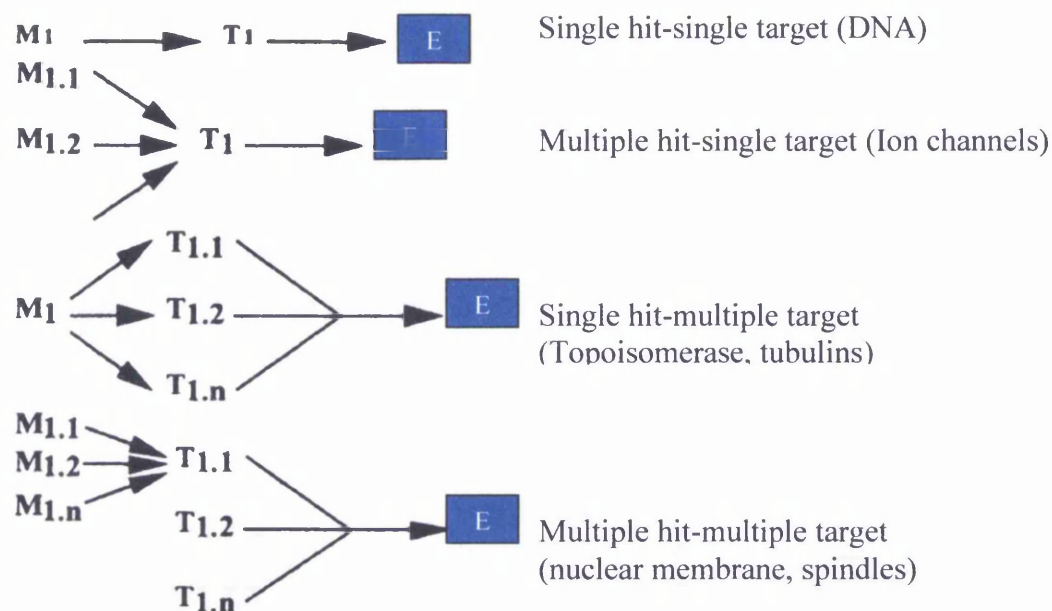 M1 T1 E Single hit-single target (DNA)
M1.1
M1.2 T1 E Multiple hit-single target (Ion channels)
T1.1
M1 T1.2 E Single hit-multiple target
(Topoisomerase, tubulins)
T1.n
M1.1
M1.2 T1.1
M1.n
T1.2 E Multiple hit-multiple target
(nuclear membrane, spindles)
T1.n